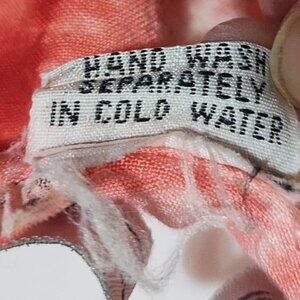 HAND WASH
SEPARATELY
IN COLD WATER